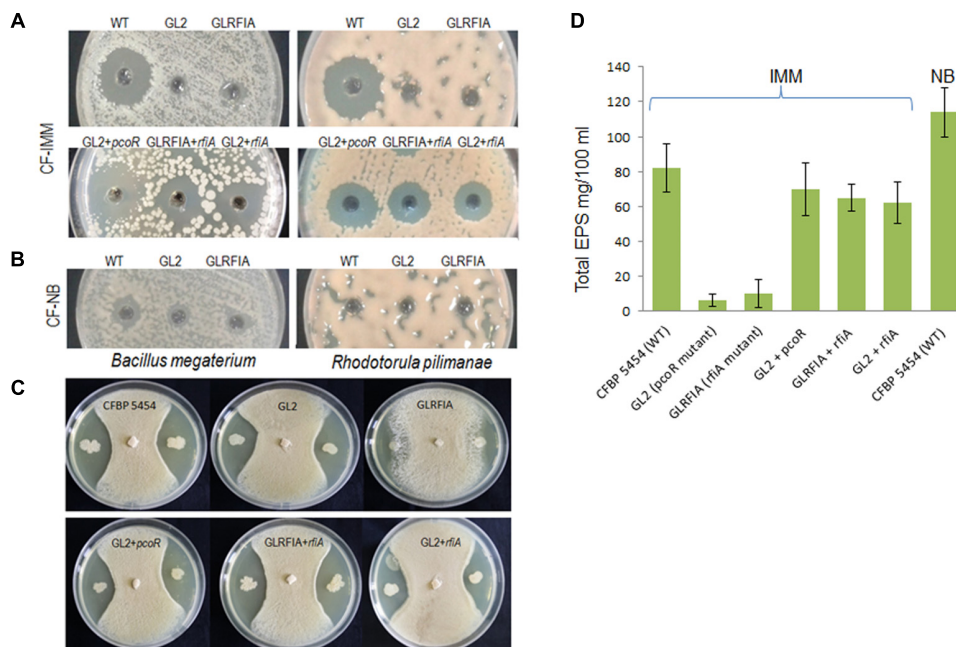 A
WT GL2 GLRFIA WT GL2 GLRFIA
CF-IMM
GL2+pcoR GLRFIA+rfiA GL2+rfiA GL2+pcoR GLRFIA+rfiA GL2+rfiA
B
WT GL2 GLRFIA WT GL2 GLRFIA
CF-NB
Bacillus megaterium Rhodotorula pilimanae
C
CFBP 5454 GL2 GLRFIA
GL2+pcoR GLRFIA+rfiA GL2+rfiA
D
IMM NB
Total EPS mg/100 ml
140
120
100
80
60
40
20
0
CFBP 5454 (WT)
GL2 (pcoR mutant)
GLRFIA (rfiA mutant)
GL2 + pcoR
GLRFIA + rfiA
GL2 + rfiA
CFBP 5454 (WT)